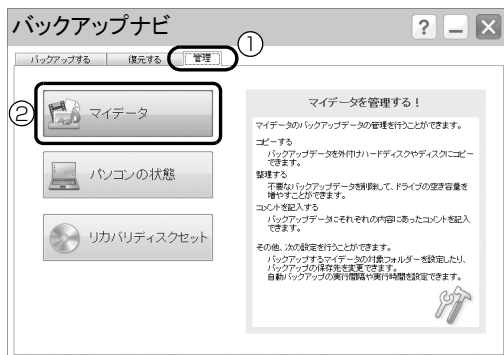 バックアップナビ
? － ×
バックアップする 復元する 管理
①
②
マイデータ
パソコンの状態
リカバリディスクセット
マイデータを管理する！
マイデータのバックアップデータの管理を行うことができます。
コピーする
バックアップデータを外付けハードディスクやディスクにコピー
できます。
整理する
不要なバックアップデータを削除して、ドライブの空き容量を
増やすことができます。
コメントを記入する
バックアップデータにそれぞれの内容にあったコメントを記入
できます。
その他、次の設定を行うことができます。
バックアップするマイデータの対象フォルダーを設定したり、
バックアップの保存先を変更できます。
自動バックアップの実行間隔や実行時間を設定できます。